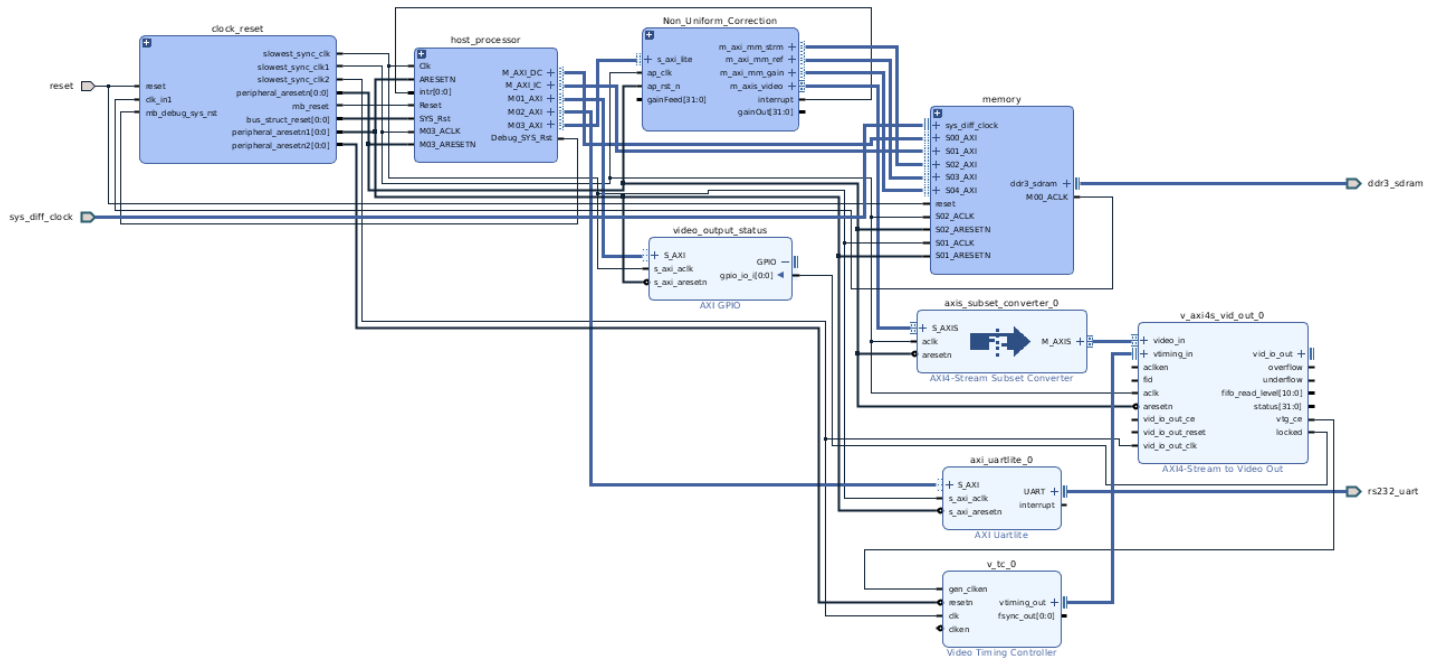 reset
sys_diff_clock
clock_reset
slowest_sync_clk
slowest_sync_clk1
slowest_sync_clk2
reset
peripheral_aresetn[0:0]
clk_in1
mb_reset
mb_debug_sys_rst
bus_struct_reset[0:0]
peripheral_aresetn1[0:0]
peripheral_aresetn2[0:0]
host_processor
Clk
M_AXI_DC
ARESETN
M_AXI_IC
intr[0:0]
M01_AXI
Reset
M02_AXI
SYS_Rst
M03_AXI
M03_ACLK
Debug_SYS_Rst
M03_ARESETN
Non_Uniform_Correction
m_axi_mm_strm
s_axi_lite
m_axi_mm_ref
ap_clk
m_axi_mm_gain
ap_rst_n
m_axis_video
gainFeed[31:0]
interrupt
gainOut[31:0]
memory
sys_diff_clock
S00_AXI
S01_AXI
S02_AXI
S03_AXI
S04_AXI
reset
S02_ACLK
S02_ARESETN
S01_ACLK
S01_ARESETN
ddr3_sdram
M00_ACLK
ddr3_sdram
video_output_status
S_AXI
s_axi_aclk
s_axi_aresetn
GPIO
gpio_io_i[0:0]
AXI GPIO
axis_subset_converter_0
S_AXIS
aclk
aresetn
M_AXIS
AXI4-Stream Subset Converter
v_axi4s_vid_out_0
video_in
vtiming_in
aclken
fid
aclk
aresetn
vid_io_out_ce
vid_io_out_reset
vid_io_out_clk
vid_io_out
overflow
underflow
fifo_read_level[10:0]
status[31:0]
vtg_ce
locked
AXI4-Stream to Video Out
axi_uartlite_0
S_AXI
s_axi_aclk
s_axi_aresetn
UART
interrupt
AXI Uartlite
rs232_uart
v_tc_0
gen_clken
resetn
clk
clken
vtiming_out
fsync_out[0:0]
Video Timing Controller